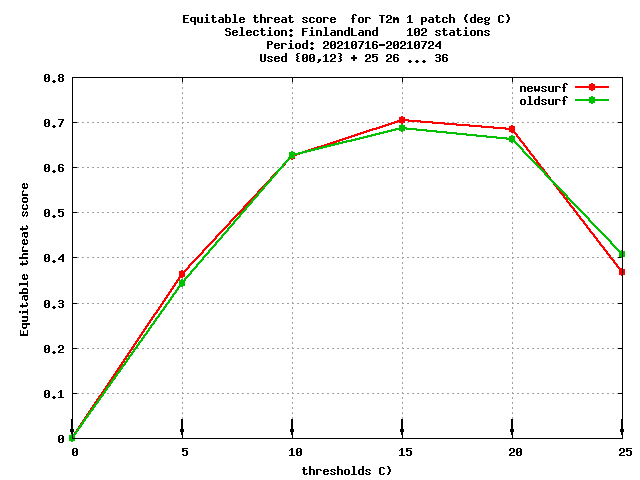 Equitable threat score  for T2m 1 patch (deg C)
Selection: FinlandLand    102 stations
Period: 20210716-20210724
Used {00,12} + 25 26 ... 36
newsurf
oldsurf
Equitable threat score
0.8
0.7
0.6
0.5
0.4
0.3
0.2
0.1
0
0 5 10 15 20 25
thresholds C)